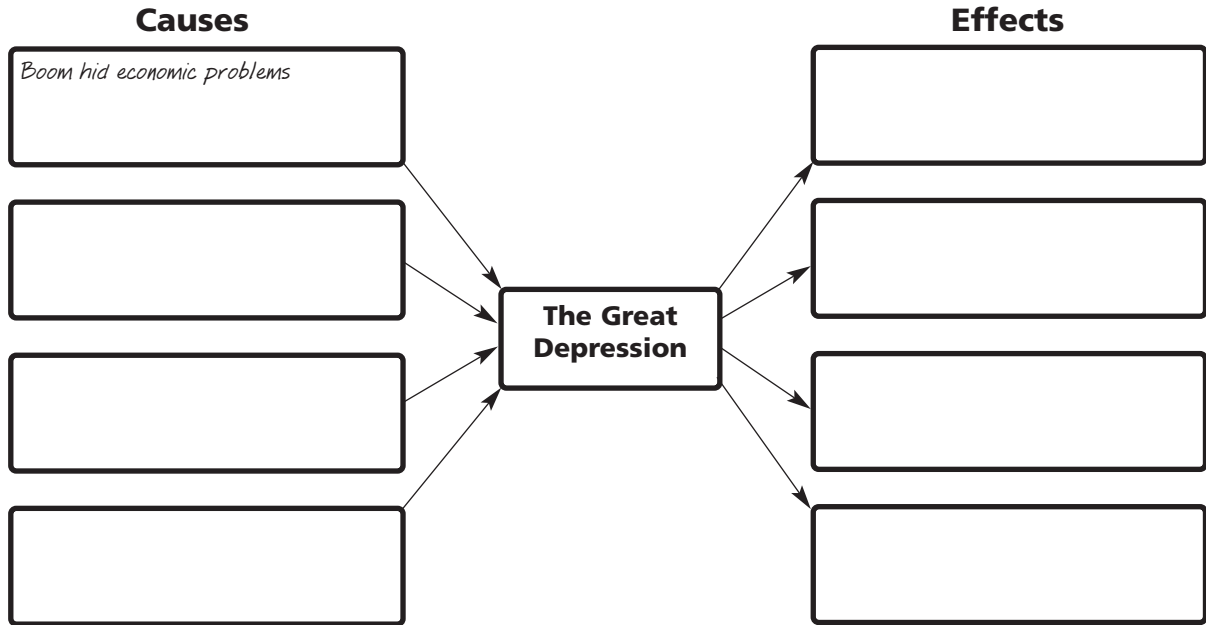 Causes
Effects
Boom hid economic problems
The Great
Depression